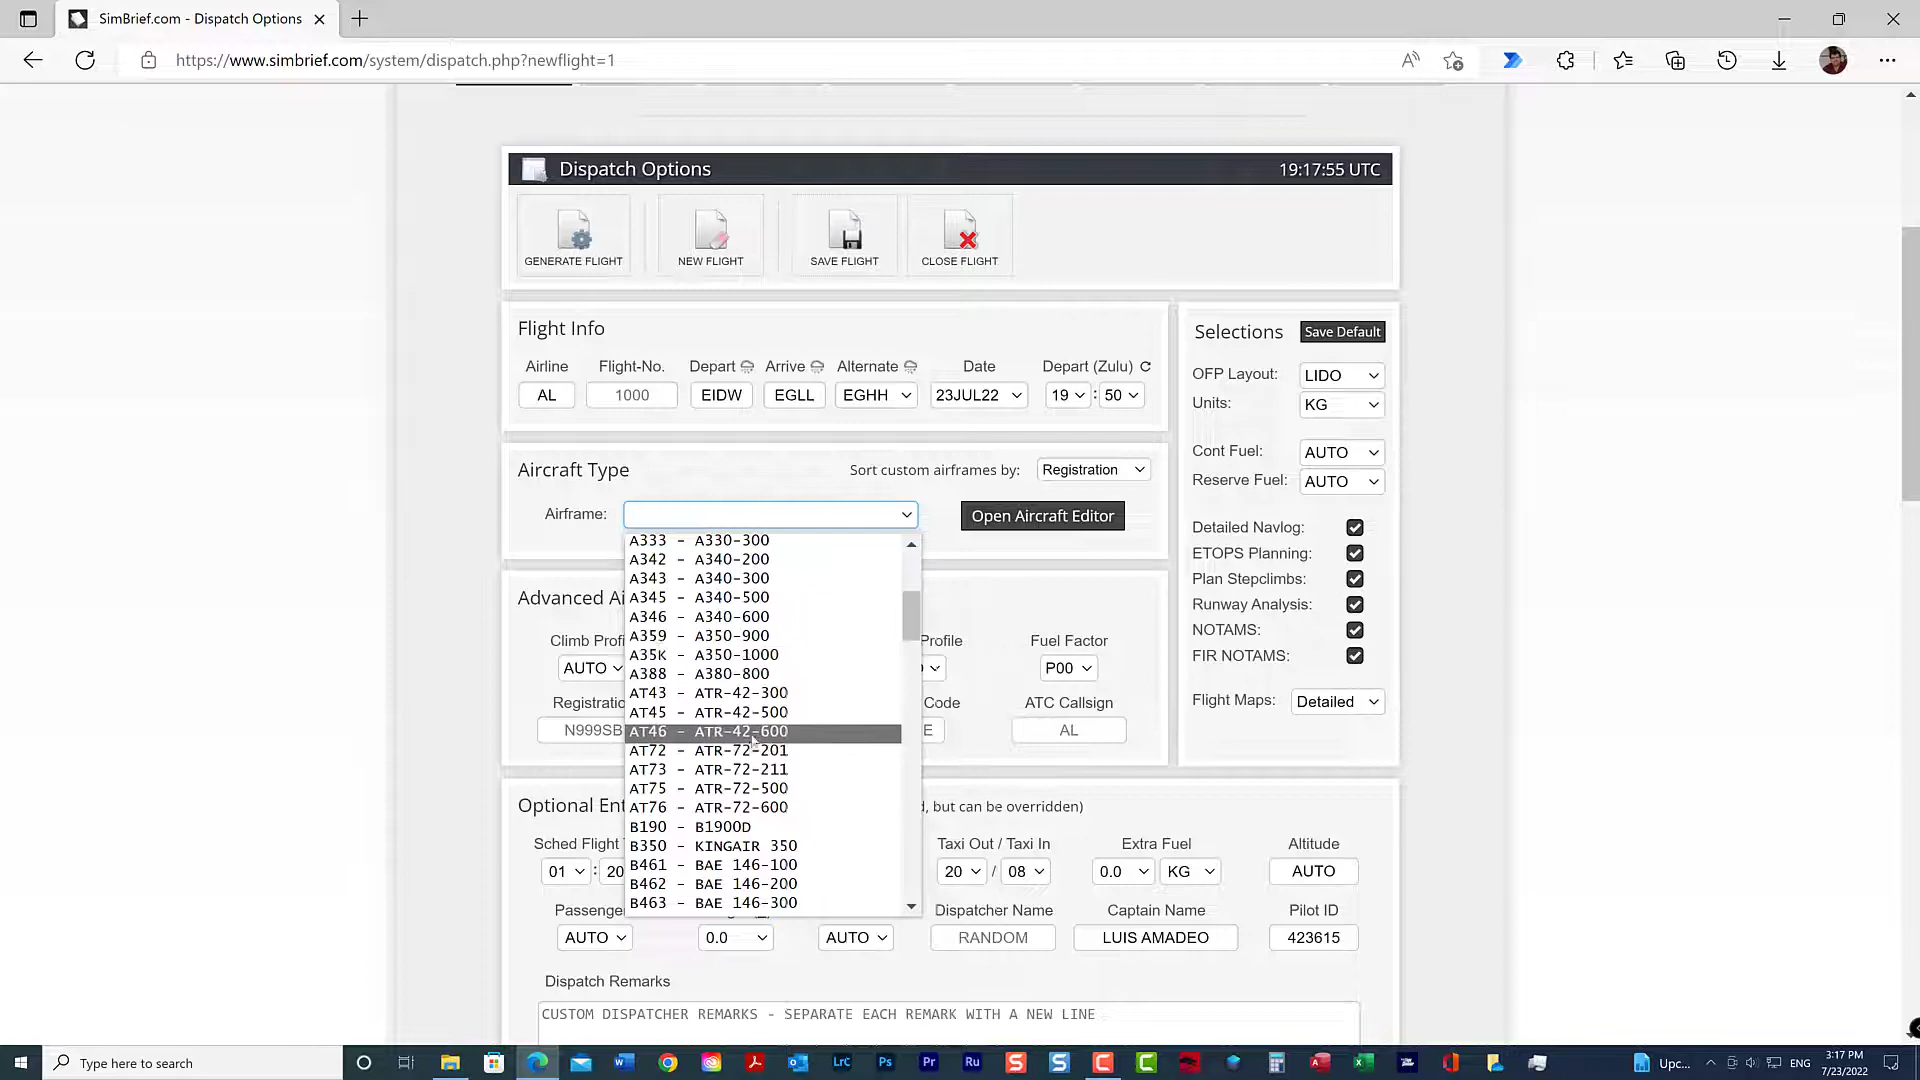 SimBrief.com - Dispatch Options
https://www.simbrief.com/system/dispatch.php?newflight=1
Dispatch Options 19:17:55 UTC
GENERATE FLIGHT NEW FLIGHT SAVE FLIGHT CLOSE FLIGHT
Flight Info
Airline Flight-No. Depart Arrive Alternate Date Depart (Zulu)
AL 1000 EIDW EGLL EGHH 23JUL22 19 : 50
Aircraft Type Sort custom airframes by: Registration
Airframe: Open Aircraft Editor
A333 - A330-300
A342 - A340-200
A343 - A340-300
A345 - A340-500
A346 - A340-600
A359 - A350-900
A35K - A350-1000
A388 - A380-800
AT43 - ATR-42-300
AT45 - ATR-42-500
AT46 - ATR-42-600
AT72 - ATR-72-201
AT73 - ATR-72-211
AT75 - ATR-72-500
AT76 - ATR-72-600
B190 - B1900D
B350 - KINGAIR 350
B461 - BAE 146-100
B462 - BAE 146-200
B463 - BAE 146-300
Advanced Ai
Climb Profi Profile Fuel Factor
AUTO P00
Registratio Code ATC Callsign
N999SB E AL
Selections Save Default
OFP Layout: LIDO
Units: KG
Cont Fuel: AUTO
Reserve Fuel: AUTO
Detailed Navlog:
ETOPS Planning:
Plan Stepclimbs:
Runway Analysis:
NOTAMS:
FIR NOTAMS:
Flight Maps: Detailed
Optional Ent d, but can be overridden)
Sched Flight Taxi Out / Taxi In Extra Fuel Altitude
01 : 20 20 / 08 0.0 KG AUTO
Passenge Dispatcher Name Captain Name Pilot ID
AUTO 0.0 AUTO RANDOM LUIS AMADEO 423615
Dispatch Remarks
CUSTOM DISPATCHER REMARKS - SEPARATE EACH REMARK WITH A NEW LINE
Type here to search
LrC Ps Pr Ru
Upc...
ENG
3:17 PM
7/23/2022